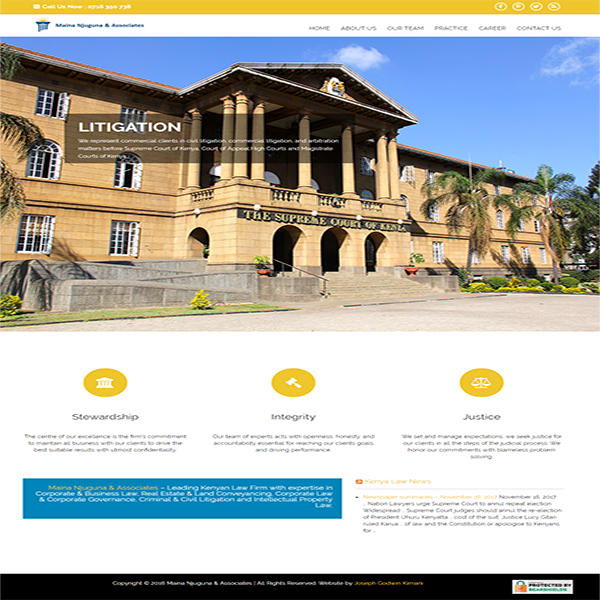 Call Us Now : 0726 390 736
Maina Njuguna & Associates
HOME ABOUT US OUR TEAM PRACTICE CAREER CONTACT US
LITIGATION
We represent commercial clients in civil litigation, commercial litigation, and arbitration
matters before Supreme Court of Kenya, Court of Appeal,High Courts and Magistrate
Courts of Kenya.
THE SUPREME COURT OF KENYA
Stewardship
The centre of our excellence is the firm's commitment
to maintain all business with our clients to drive the
best suitable results with utmost confidentiality.
Integrity
Our team of experts acts with openness, honesty and
accountability essential for reaching our clients goals
and driving performance.
Justice
We set and manage expectations, we seek justice for
our clients in all the steps of the judicial process. We
honor our commitments with blameless problem
solving.
Maina Njuguna & Associates – Leading Kenyan Law Firm with expertise in
Corporate & Business Law, Real Estate & Land Conveyancing, Corporate Law
& Corporate Governance, Criminal & Civil Litigation and Intellectual Property
Law.
Kenya Law News
Newspaper summaries – November 16, 2017 November 16, 2017
... Nation Lawyers urge Supreme Court to annul repeat election
Widespread ... Supreme Court judges should annul the re-election
of President Uhuru Kenyatta ... cost of the suit. Justice Lucy Gitari
ruled Karua ... of law and the Constitution or apologise to Kenyans
for ...
Copyright © 2018 Maina Njuguna & Associates | All Rights Reserved. Website by Joseph Godwin Kimani
PROTECTED BY
BEARSHIELDS